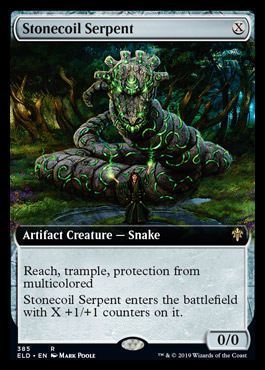 Stonecoil Serpent X
Artifact Creature — Snake
Reach, trample, protection from
multicolored
Stonecoil Serpent enters the battlefield
with X +1/+1 counters on it.
0/0
385 R
ELD • EN Mark Poole
™ & © 2019 Wizards of the Coast